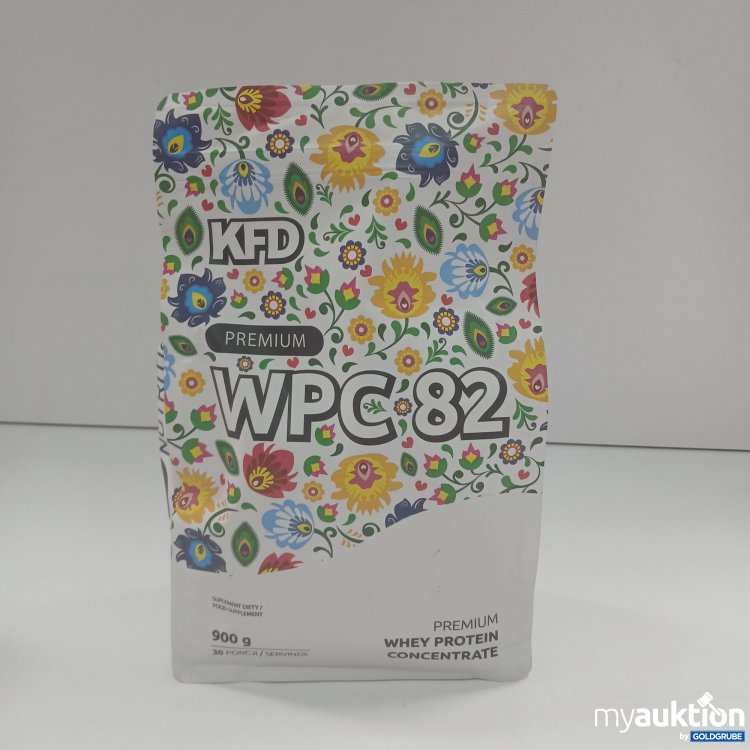 KFD
PREMIUM
WPC 82
SUPLEMENT DIETY /
FOOD SUPPLEMENT
900 g
30 PORCJI / SERVINGS
PREMIUM
WHEY PROTEIN
CONCENTRATE
myauktion
by GOLDGRUBE